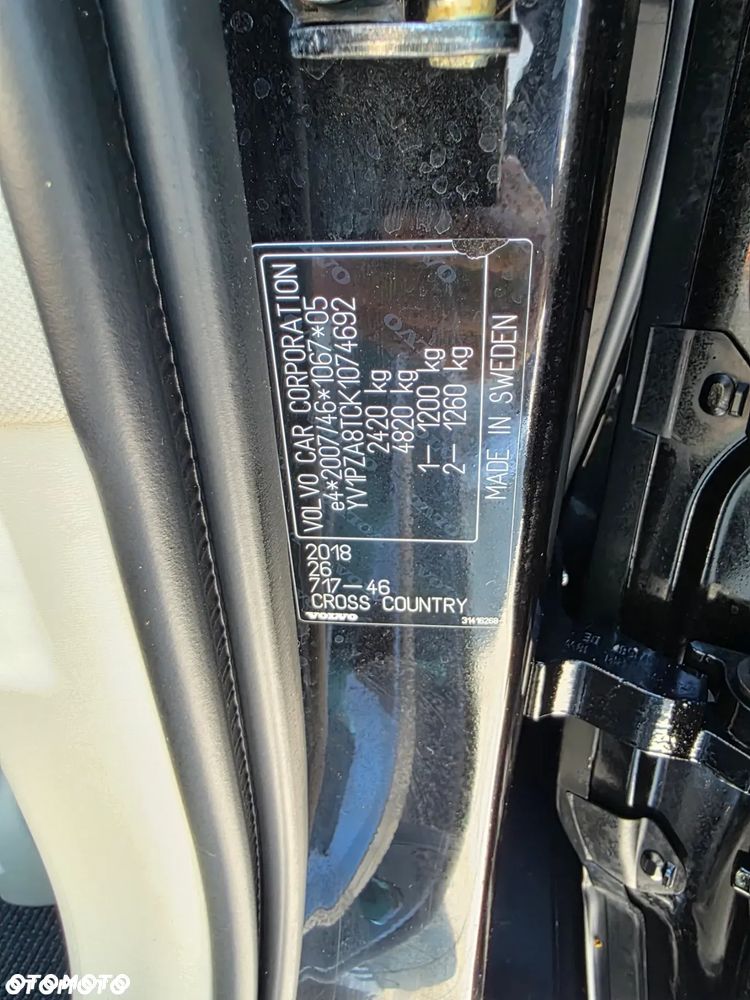 VOLVO CAR CORPORATION
e4*2007/46*1067*05
YV1PZA8TCK1074692
2420 kg
4820 kg
1- 1200 kg
2- 1260 kg
MADE IN SWEDEN
2018
26
717-46
CROSS COUNTRY
VOLVO
31416269
OTOMOTO